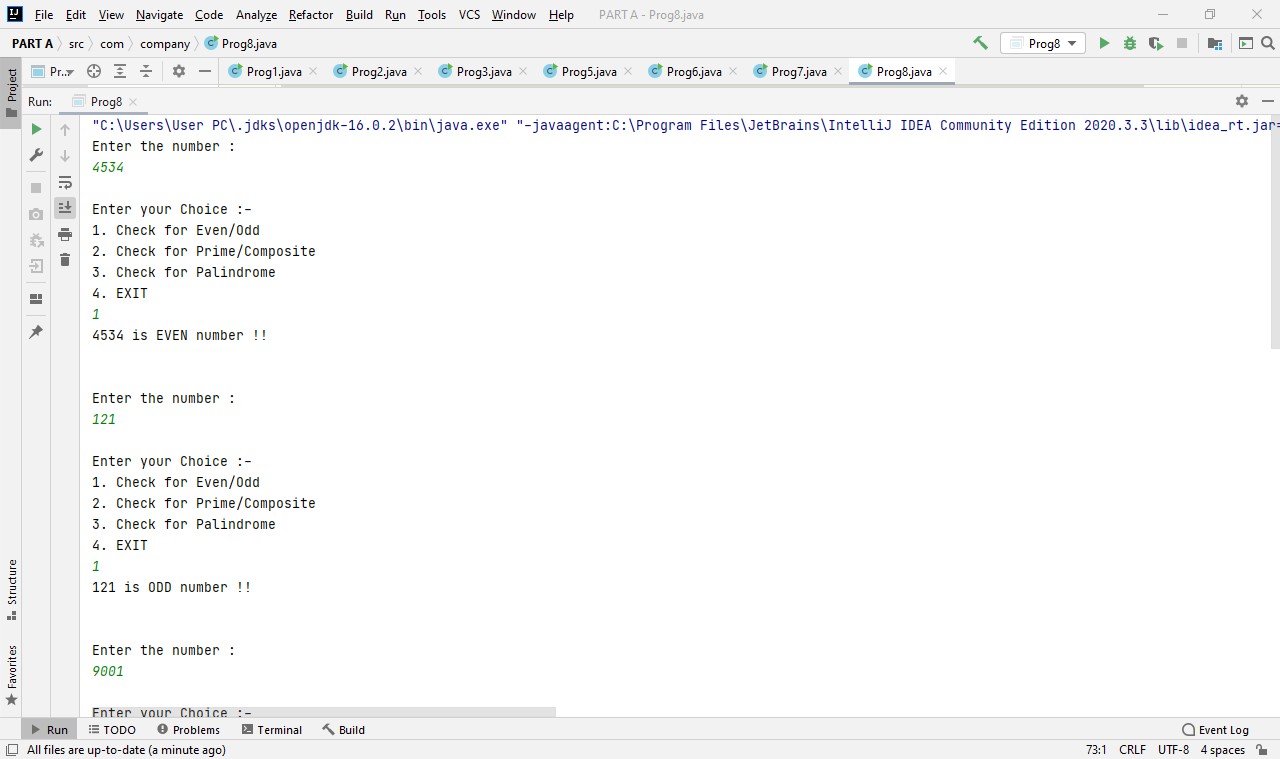 File Edit View Navigate Code Analyze Refactor Build Run Tools VCS Window Help PART A - Prog8.java
PART A src com company Prog8.java Prog8
Pr... Prog1.java Prog2.java Prog3.java Prog5.java Prog6.java Prog7.java Prog8.java
Project
Run: Prog8
"C:\Users\User PC\.jdks\openjdk-16.0.2\bin\java.exe" "-javaagent:C:\Program Files\JetBrains\IntelliJ IDEA Community Edition 2020.3.3\lib\idea_rt.jar=
Enter the number :
4534
Enter your Choice :-
1. Check for Even/Odd
2. Check for Prime/Composite
3. Check for Palindrome
4. EXIT
1
4534 is EVEN number !!
Enter the number :
121
Enter your Choice :-
1. Check for Even/Odd
2. Check for Prime/Composite
3. Check for Palindrome
4. EXIT
1
121 is ODD number !!
Enter the number :
9001
Enter your Choice :-
Structure
Favorites
Run TODO Problems Terminal Build Event Log
All files are up-to-date (a minute ago) 73:1 CRLF UTF-8 4 spaces